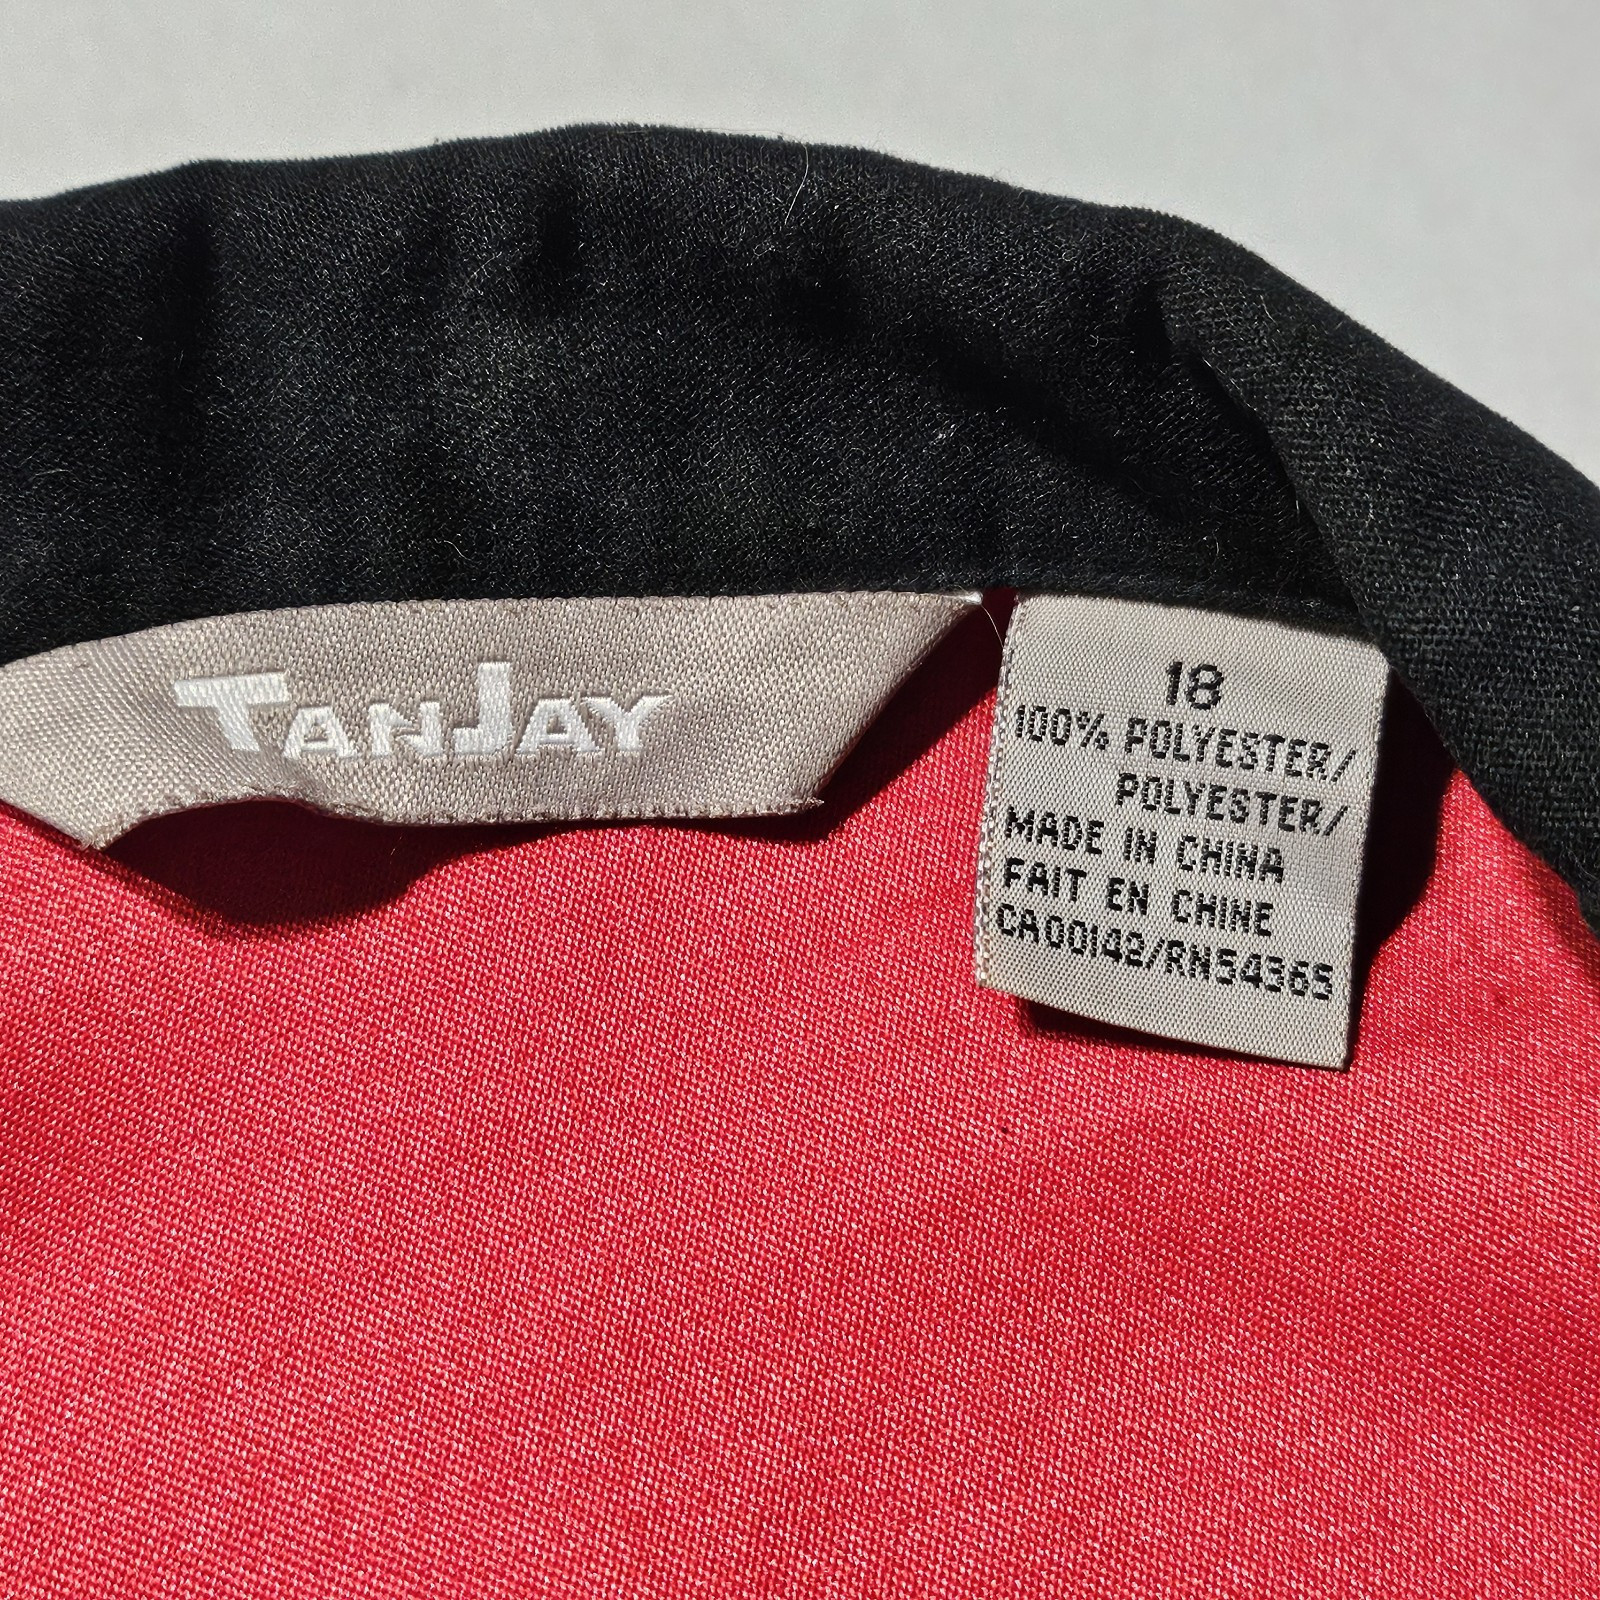 TANJAY
18
100% POLYESTER/
POLYESTER/
MADE IN CHINA
FAIT EN CHINE
CA00142/RN54365